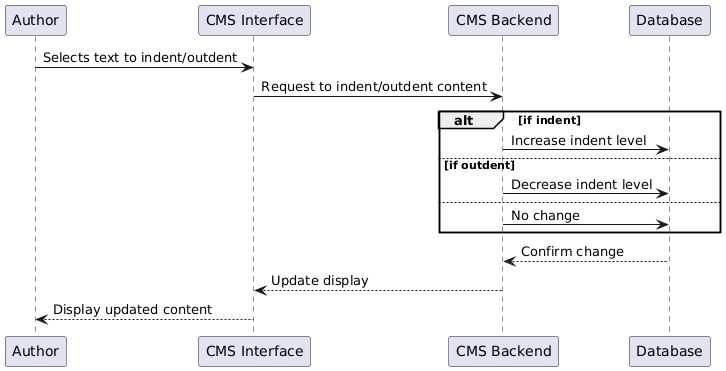 Author CMS Interface CMS Backend Database
Selects text to indent/outdent
Request to indent/outdent content
alt [if indent]
Increase indent level
[if outdent]
Decrease indent level
No change
Confirm change
Update display
Display updated content
Author CMS Interface CMS Backend Database